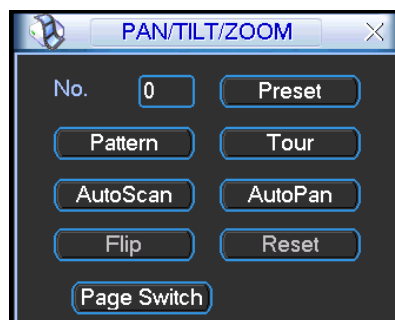 PAN/TILT/ZOOM
No. 0 Preset
Pattern Tour
AutoScan AutoPan
Flip Reset
Page Switch